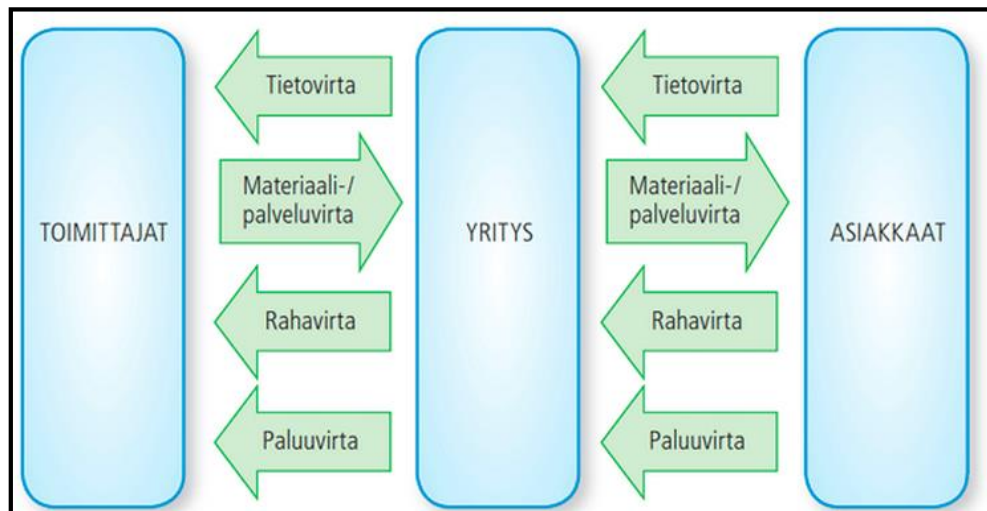 Tietovirta
Tietovirta
Materiaali-/
palveluvirta
Materiaali-/
palveluvirta
TOIMITTAJAT
YRITYS
ASIAKKAAT
Rahavirta
Rahavirta
Paluuvirta
Paluuvirta